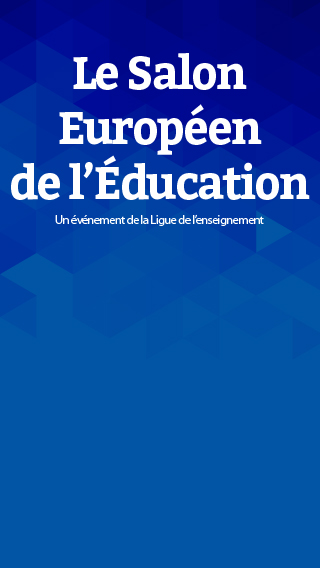 Le Salon
Européen
de l’Éducation
Un événement de la Ligue de l’enseignement